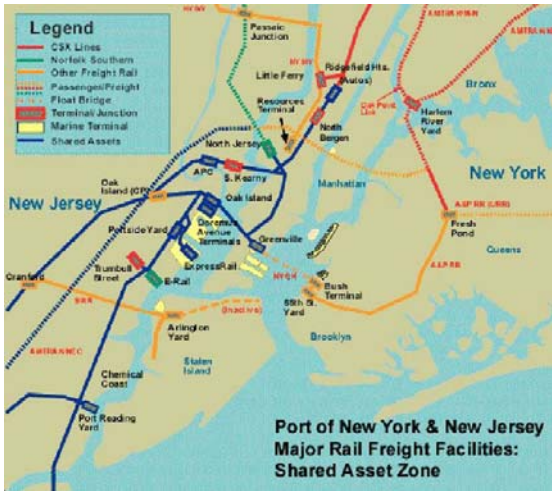 Legend
CSX Lines
Norfolk Southern
Other Freight Rail
Passenger/Freight
Float Bridge
Terminal/Junction
Marine Terminal
Shared Assets
Passaic
Junction
Little Ferry
Ridgefield Hts.
(Autos)
Resources
Terminal
North
Bergen
Oak Point
Link
Bronx
Harlem
River Yard
North Jersey
Manhattan
New York
APC
S. Kearny
Oak
Island (CP)
New Jersey
Oak Island
Doremus
Avenue
Terminals
Portside Yard
Greenville
Fresh
Pond
Queens
ExpressRail
Trumbull
Street
E-Rail
NYCH
Bush
Terminal
65th St.
Yard
Cranford
(Inactive)
Arlington
Yard
Brooklyn
Staten
Island
Chemical
Coast
Port Reading
Yard
Port of New York & New Jersey
Major Rail Freight Facilities:
Shared Asset Zone